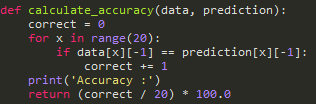 def calculate_accuracy(data, prediction):
    correct = 0
    for x in range(20):
        if data[x][-1] == prediction[x][-1]:
            correct += 1
    print('Accuracy :')
    return (correct / 20) * 100.0